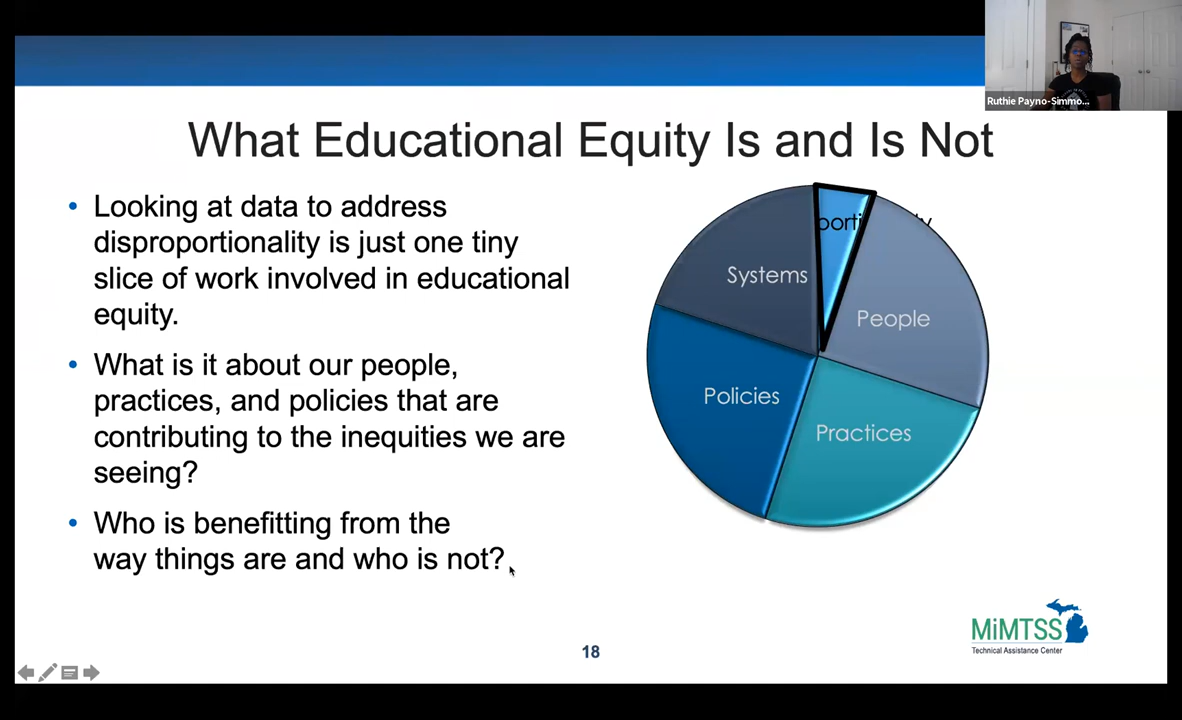 Ruthie Payno-Simmo...
What Educational Equity Is and Is Not
• Looking at data to address
disproportionality is just one tiny
slice of work involved in educational
equity.
• What is it about our people,
practices, and policies that are
contributing to the inequities we are
seeing?
• Who is benefitting from the
way things are and who is not?
Systems
People
Policies
Practices
MiMTSS
Technical Assistance Center
18